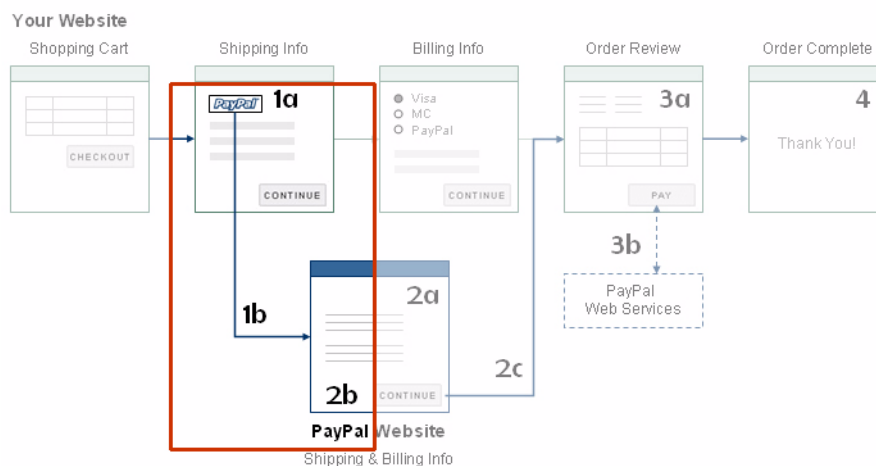 Your Website
Shopping Cart
Shipping Info
Billing Info
Order Review
Order Complete
PayPal
1a
Visa
MC
PayPal
3a
4
Thank You!
CHECKOUT
CONTINUE
CONTINUE
PAY
3b
1b
2a
PayPal
Web Services
2b
CONTINUE
2c
PayPal Website
Shipping & Billing Info